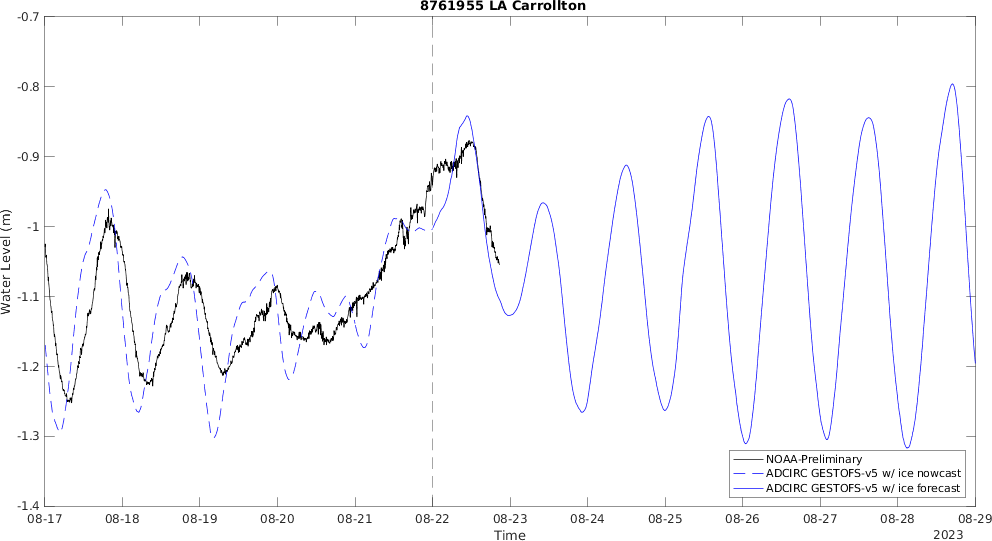 8761955 LA Carrollton
-0.7
-0.8
-0.9
-1
-1.1
-1.2
-1.3
-1.4
Water Level (m)
NOAA-Preliminary
ADCIRC GESTOFS-v5 w/ ice nowcast
ADCIRC GESTOFS-v5 w/ ice forecast
08-17 08-18 08-19 08-20 08-21 08-22 08-23 08-24 08-25 08-26 08-27 08-28 08-29
Time
2023